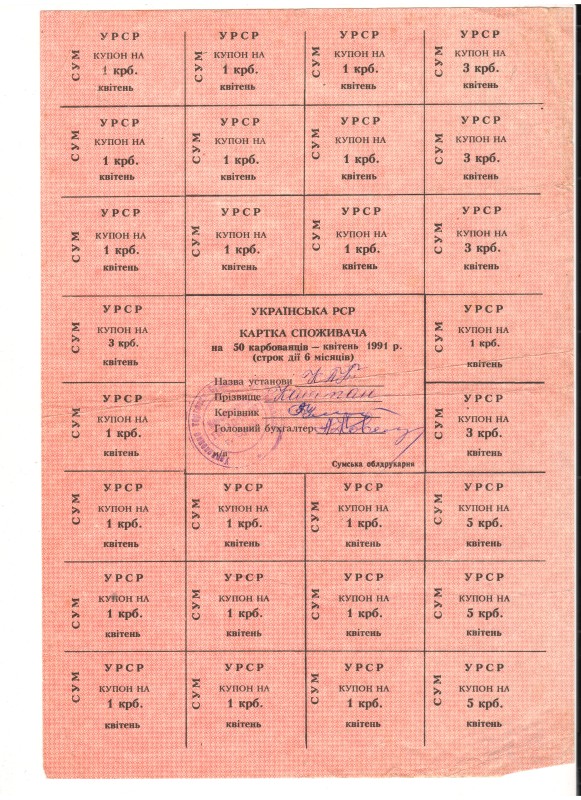 УРСР УРСР УРСР УРСР
СУМ СУМ СУМ СУМ
КУПОН НА КУПОН НА КУПОН НА КУПОН НА
1 крб. 1 крб. 1 крб. 3 крб.
квітень квітень квітень квітень
УРСР УРСР УРСР УРСР
СУМ СУМ СУМ СУМ
КУПОН НА КУПОН НА КУПОН НА КУПОН НА
1 крб. 1 крб. 1 крб. 3 крб.
квітень квітень квітень квітень
УРСР УРСР УРСР УРСР
СУМ СУМ СУМ СУМ
КУПОН НА КУПОН НА КУПОН НА КУПОН НА
1 крб. 1 крб. 1 крб. 3 крб.
квітень квітень квітень квітень
УРСР
СУМ
КУПОН НА
3 крб.
квітень
УКРАЇНСЬКА РСР
КАРТКА СПОЖИВАЧА
на 50 карбованців — квітень 1991 р.
(строк дії 6 місяців)
Назва установи
Прізвище
Керівник
Головний бухгалтер
м/п
Сумська облдрукарня
УРСР
СУМ
КУПОН НА
1 крб.
квітень
УРСР
СУМ
КУПОН НА
1 крб.
квітень
УРСР
СУМ
КУПОН НА
3 крб.
квітень
УРСР УРСР УРСР УРСР
СУМ СУМ СУМ СУМ
КУПОН НА КУПОН НА КУПОН НА КУПОН НА
1 крб. 1 крб. 1 крб. 5 крб.
квітень квітень квітень квітень
УРСР УРСР УРСР УРСР
СУМ СУМ СУМ СУМ
КУПОН НА КУПОН НА КУПОН НА КУПОН НА
1 крб. 1 крб. 1 крб. 5 крб.
квітень квітень квітень квітень
УРСР УРСР УРСР УРСР
СУМ СУМ СУМ СУМ
КУПОН НА КУПОН НА КУПОН НА КУПОН НА
1 крб. 1 крб. 1 крб. 5 крб.
квітень квітень квітень квітень